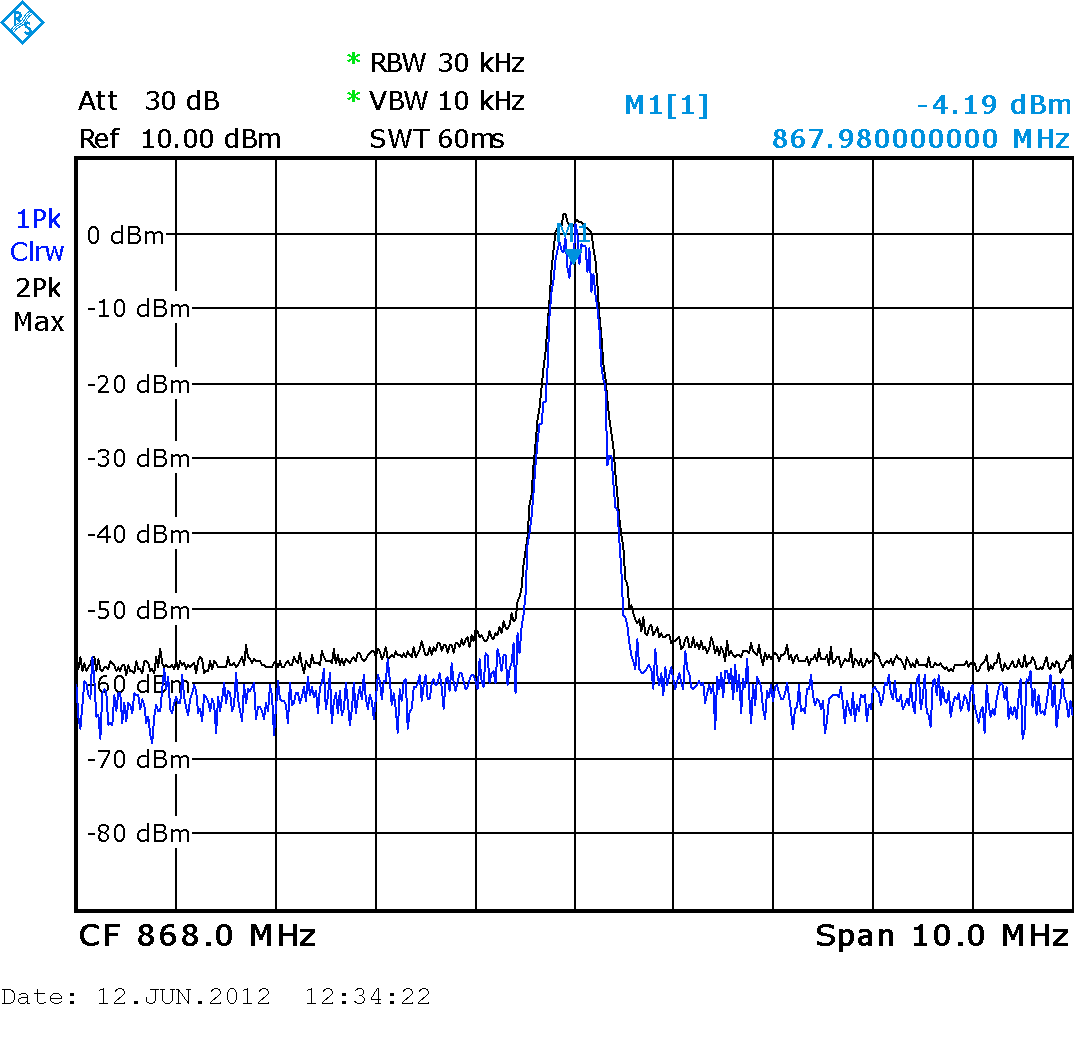 R S
* RBW 30 kHz
Att 30 dB * VBW 10 kHz M1[1] -4.19 dBm
Ref 10.00 dBm SWT 60ms 867.980000000 MHz
1Pk
Clrw
2Pk
Max
M1
0 dBm
-10 dBm
-20 dBm
-30 dBm
-40 dBm
-50 dBm
-60 dBm
-70 dBm
-80 dBm
CF 868.0 MHz Span 10.0 MHz
Date: 12.JUN.2012 12:34:22